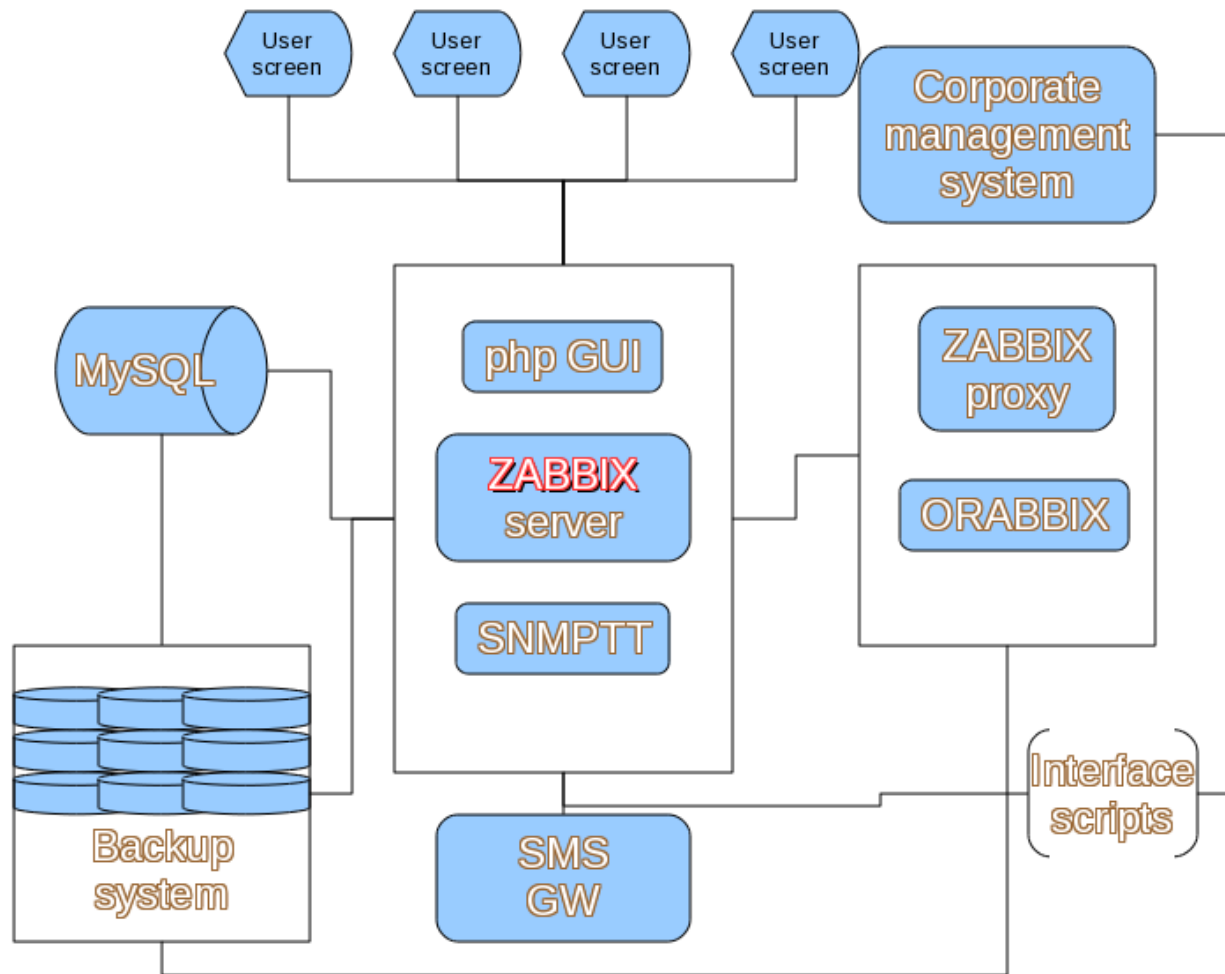 User
screen
User
screen
User
screen
User
screen
Corporate
management
system
MySQL
php GUI
ZABBIX
server
SNMPTT
ZABBIX
proxy
ORABBIX
Backup
system
SMS
GW
Interface
scripts